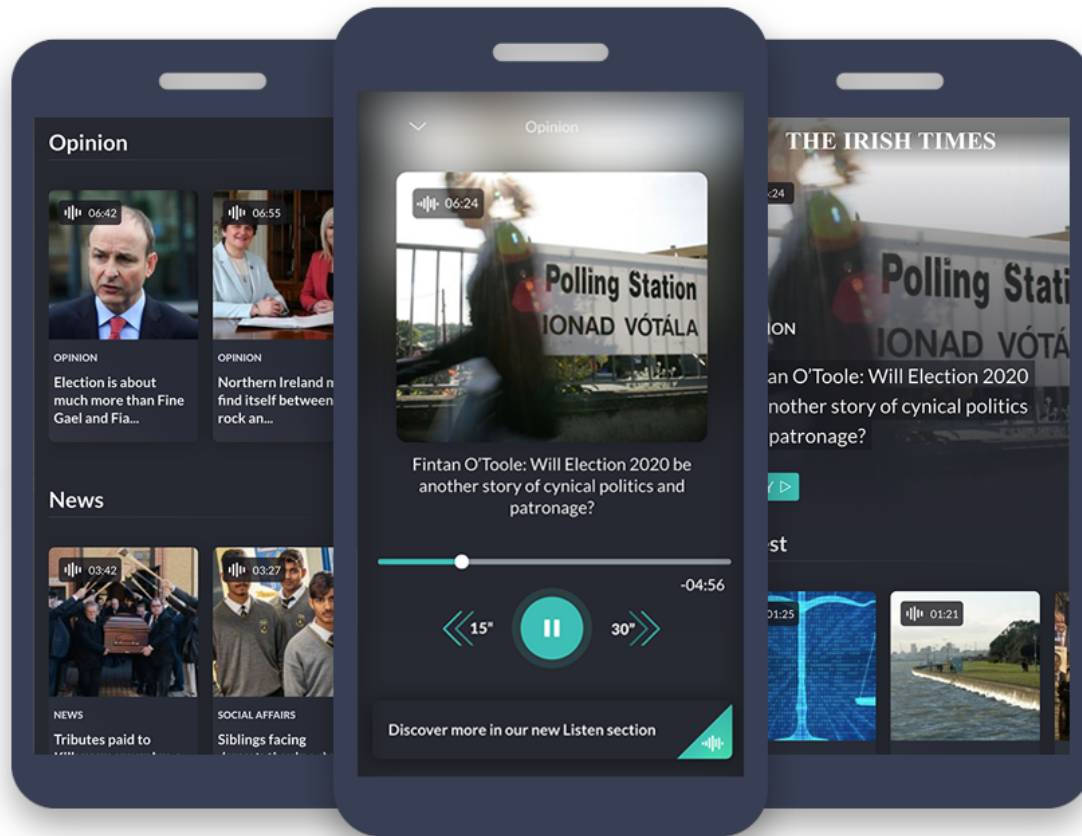 Opinion
06:42
06:55
OPINION
Election is about
much more than Fine
Gael and Fia...
OPINION
Northern Ireland
find itself between
rock an...
News
03:42
03:27
NEWS
Tributes paid to
SOCIAL AFFAIRS
Siblings facing
Opinion
06:24
Polling Station
IONAD VÓTÁLA
Fintan O'Toole: Will Election 2020 be
another story of cynical politics and
patronage?
-04:56
15"
30"
Discover more in our new Listen section
THE IRISH TIMES
:24
Polling Stati
IONAD VÓTÁ
ION
an O'Toole: Will Election 2020
nother story of cynical politics
patronage?
Y
st
01:25
01:21